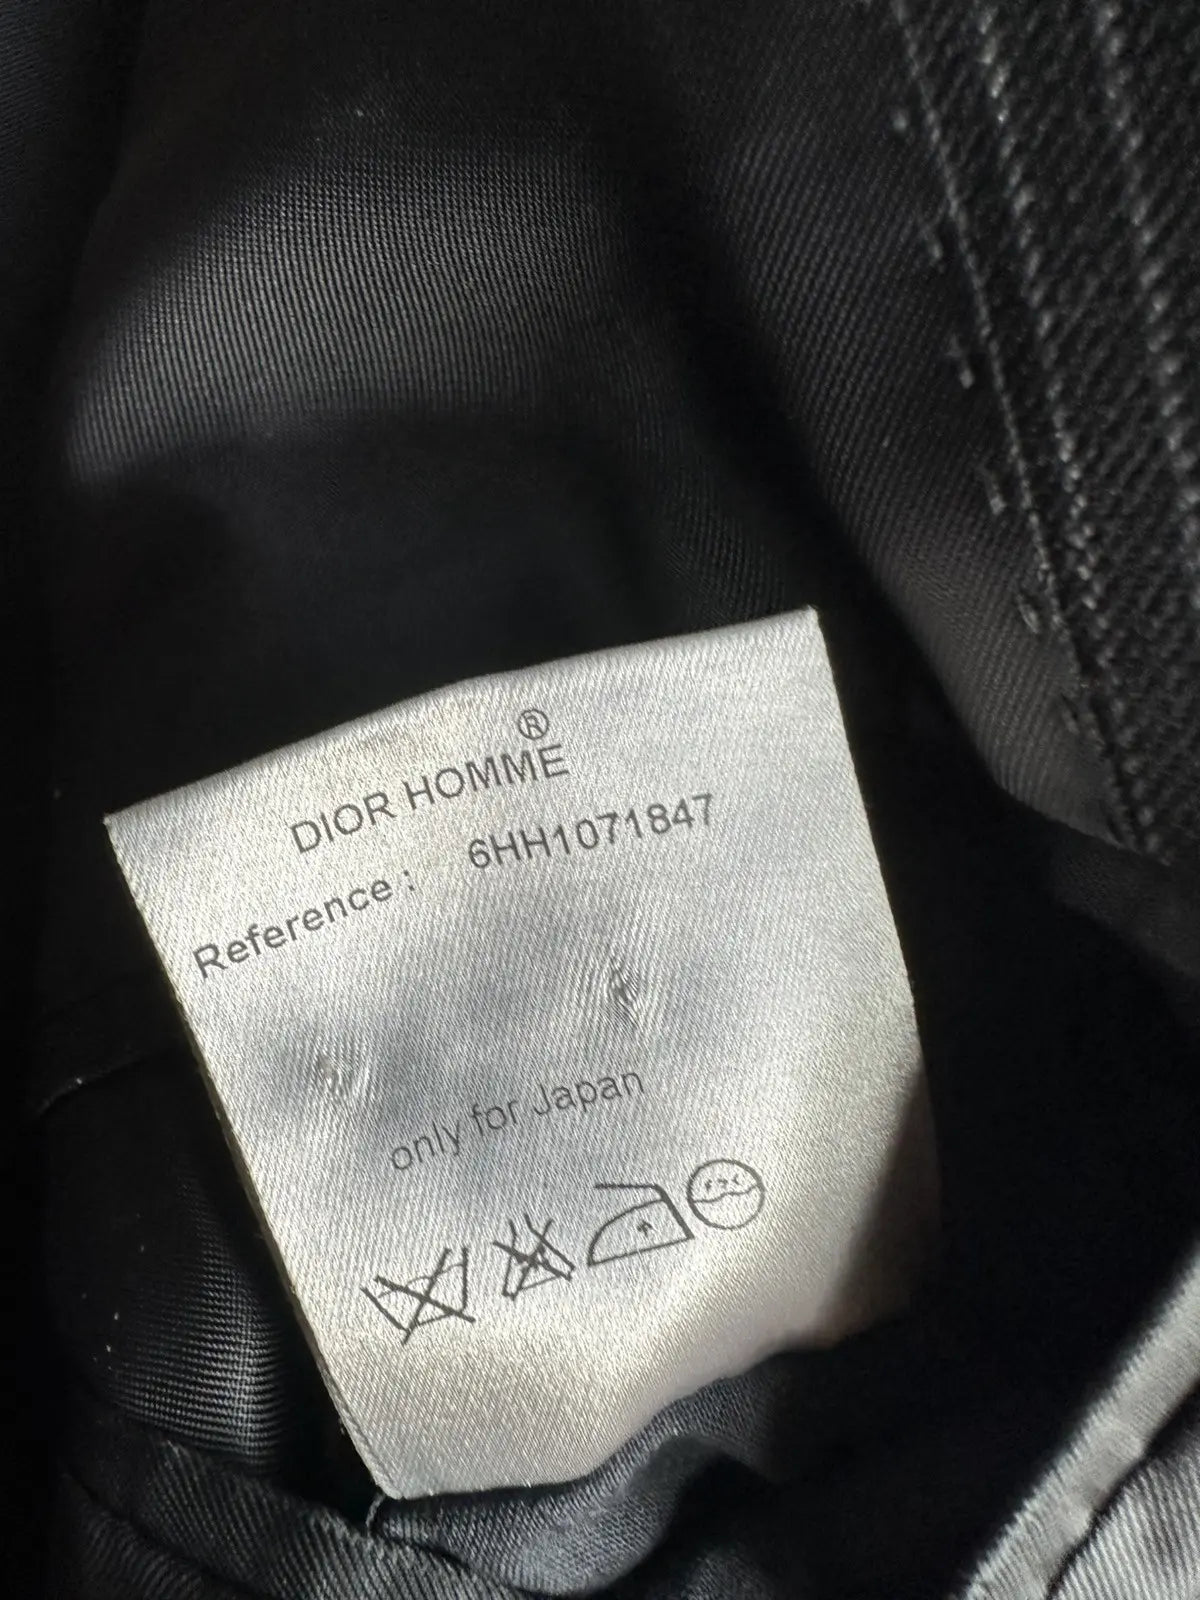 DIOR HOMME®
Reference : 6HH1071847
only for Japan